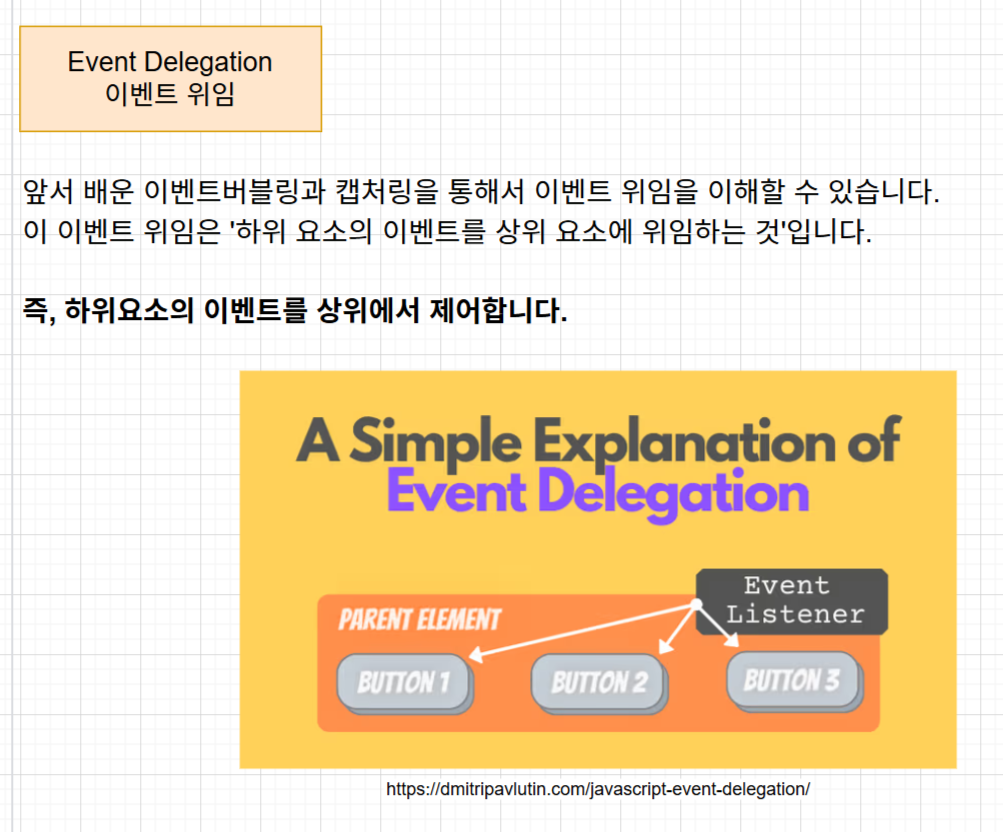 Event Delegation
이벤트 위임
앞서 배운 이벤트버블링과 캡처링을 통해서 이벤트 위임을 이해할 수 있습니다.
이 이벤트 위임은 '하위 요소의 이벤트를 상위 요소에 위임하는 것'입니다.
즉, 하위요소의 이벤트를 상위에서 제어합니다.
A Simple Explanation of
Event Delegation
Event
Listener
PARENT ELEMENT
BUTTON 1
BUTTON 2
BUTTON 3
https://dmitripavlutin.com/javascript-event-delegation/